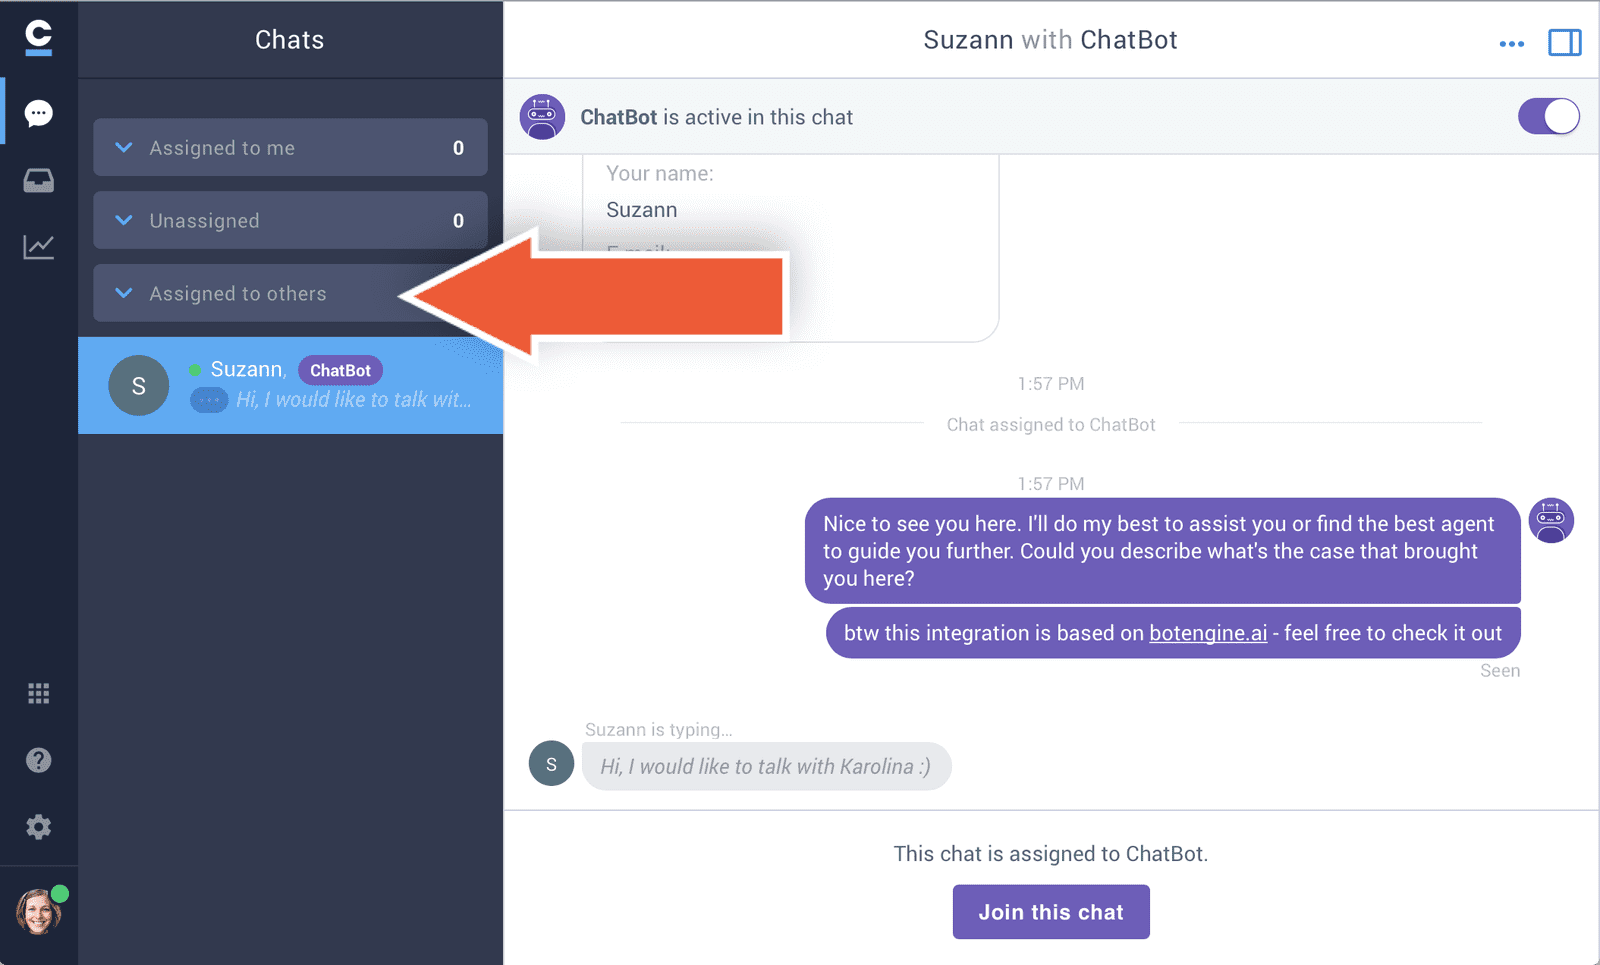 Chats
Assigned to me 0
Unassigned 0
Assigned to others
S
Suzann, ChatBot
Hi, I would like to talk wit...
Suzann with ChatBot
ChatBot is active in this chat
Your name:
Suzann
1:57 PM
Chat assigned to ChatBot
1:57 PM
Nice to see you here. I'll do my best to assist you or find the best agent
to guide you further. Could you describe what's the case that brought
you here?
btw this integration is based on botengine.ai - feel free to check it out
Seen
Suzann is typing...
S
Hi, I would like to talk with Karolina :)
This chat is assigned to ChatBot.
Join this chat